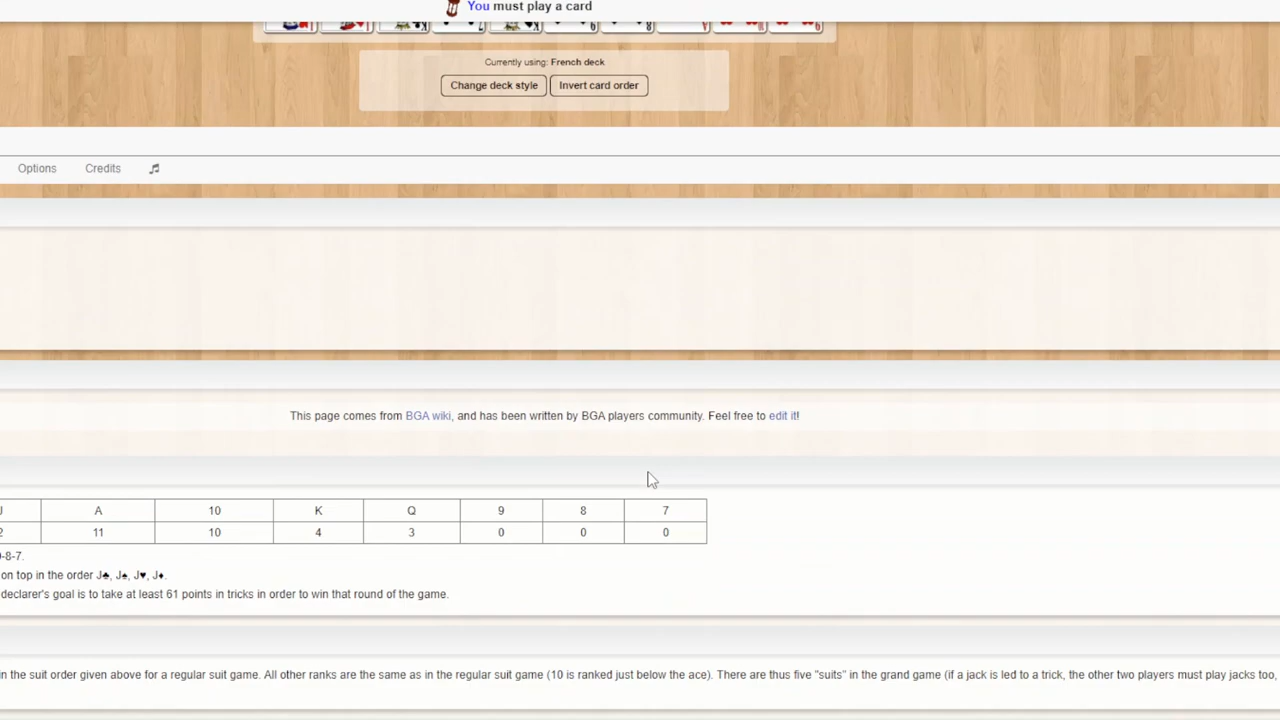 You must play a card
Currently using: French deck
Change deck style Invert card order
Options Credits
This page comes from BGA wiki, and has been written by BGA players community. Feel free to edit it!
J A 10 K Q 9 8 7
2 11 10 4 3 0 0 0
-8-7.
on top in the order J♣, J♠, J♥, J♦.
declarer's goal is to take at least 61 points in tricks in order to win that round of the game.
in the suit order given above for a regular suit game. All other ranks are the same as in the regular suit game (10 is ranked just below the ace). There are thus five "suits" in the grand game (if a jack is led to a trick, the other two players must play jacks too,